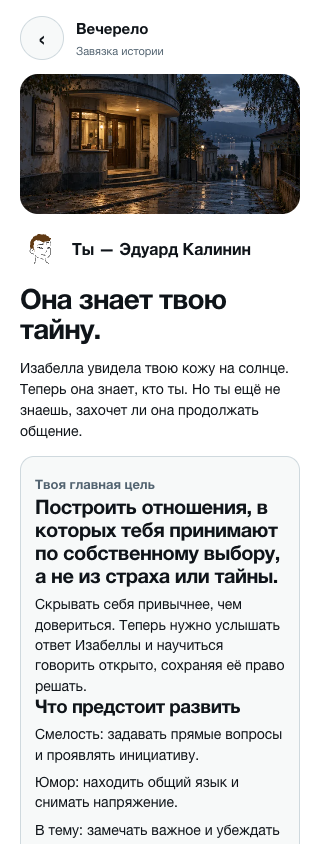 ‹
Вечерело
Завязка истории
Ты — Эдуард Калинин
Она знает твою
тайну.
Изабелла увидела твою кожу на солнце.
Теперь она знает, кто ты. Но ты ещё не
знаешь, захочет ли она продолжать
общение.
Твоя главная цель
Построить отношения, в
которых тебя принимают
по собственному выбору,
а не из страха или тайны.
Скрывать себя привычнее, чем
довериться. Теперь нужно услышать
ответ Изабеллы и научиться
говорить открыто, сохраняя её право
решать.
Что предстоит развить
Смелость: задавать прямые вопросы
и проявлять инициативу.
Юмор: находить общий язык и
снимать напряжение.
В тему: замечать важное и убеждать